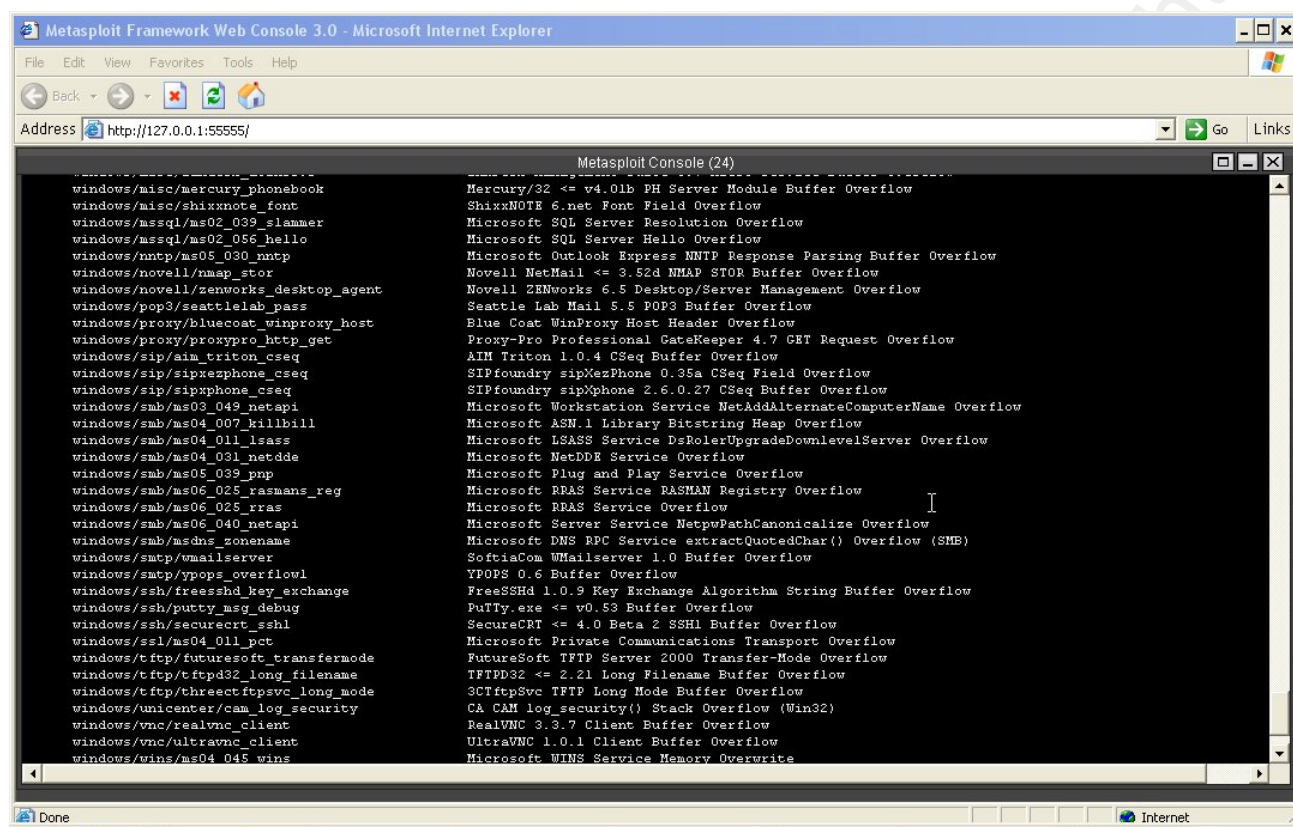 Metasploit Framework Web Console 3.0 - Microsoft Internet Explorer
File Edit View Favorites Tools Help
Back
Address http://127.0.0.1:55555/ Go Links
Metasploit Console (24)
windows/misc/mercury_phonebook Mercury/32 <= v4.01b PH Server Module Buffer Overflow
windows/misc/shixxnote_font ShixxNOTE 6.net Font Field Overflow
windows/mssql/ms02_039_slammer Microsoft SQL Server Resolution Overflow
windows/mssql/ms02_056_hello Microsoft SQL Server Hello Overflow
windows/nntp/ms05_030_nntp Microsoft Outlook Express NNTP Response Parsing Buffer Overflow
windows/novell/nmap_stor Novell NetMail <= 3.52d NMAP STOR Buffer Overflow
windows/novell/zenworks_desktop_agent Novell ZENworks 6.5 Desktop/Server Management Overflow
windows/pop3/seattlelab_pass Seattle Lab Mail 5.5 POP3 Buffer Overflow
windows/proxy/bluecoat_winproxy_host Blue Coat WinProxy Host Header Overflow
windows/proxy/proxypro_http_get Proxy-Pro Professional GateKeeper 4.7 GET Request Overflow
windows/sip/aim_triton_cseq AIM Triton 1.0.4 CSeq Buffer Overflow
windows/sip/sipxezphone_cseq SIPfoundry sipXezPhone 0.35a CSeq Field Overflow
windows/sip/sipxphone_cseq SIPfoundry sipXphone 2.6.0.27 CSeq Buffer Overflow
windows/smb/ms03_049_netapi Microsoft Workstation Service NetAddAlternateComputerName Overflow
windows/smb/ms04_007_killbill Microsoft ASN.1 Library Bitstring Heap Overflow
windows/smb/ms04_011_lsass Microsoft LSASS Service DsRolerUpgradeDownlevelServer Overflow
windows/smb/ms04_031_netdde Microsoft NetDDE Service Overflow
windows/smb/ms05_039_pnp Microsoft Plug and Play Service Overflow
windows/smb/ms06_025_rasmans_reg Microsoft RRAS Service RASMAN Registry Overflow
windows/smb/ms06_025_rras Microsoft RRAS Service Overflow
windows/smb/ms06_040_netapi Microsoft Server Service NetpwPathCanonicalize Overflow
windows/smb/msdns_zonename Microsoft DNS RPC Service extractQuotedChar() Overflow (SMB)
windows/smtp/wmailserver SoftiaCom WMailserver 1.0 Buffer Overflow
windows/smtp/ypops_overflow1 YPOPS 0.6 Buffer Overflow
windows/ssh/freesshd_key_exchange FreeSSHd 1.0.9 Key Exchange Algorithm String Buffer Overflow
windows/ssh/putty_msg_debug PuTTy.exe <= v0.53 Buffer Overflow
windows/ssh/securecrt_ssh1 SecureCRT <= 4.0 Beta 2 SSH1 Buffer Overflow
windows/ssl/ms04_011_pct Microsoft Private Communications Transport Overflow
windows/tftp/futuresoft_transfermode FutureSoft TFTP Server 2000 Transfer-Mode Overflow
windows/tftp/tftpd32_long_filename TFTPD32 <= 2.21 Long Filename Buffer Overflow
windows/tftp/threectftpsvc_long_mode 3CTftpSvc TFTP Long Mode Buffer Overflow
windows/unicenter/cam_log_security CA CAM log_security() Stack Overflow (Win32)
windows/vnc/realvnc_client RealVNC 3.3.7 Client Buffer Overflow
windows/vnc/ultravnc_client UltraVNC 1.0.1 Client Buffer Overflow
windows/wins/ms04_045_wins Microsoft WINS Service Memory Overwrite
Done Internet